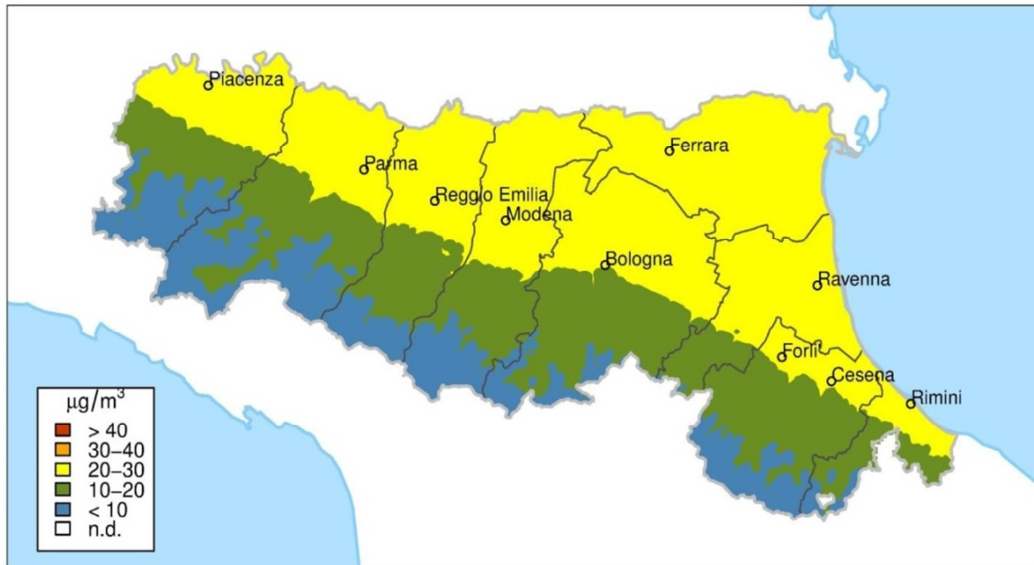 Piacenza
Parma
Reggio Emilia
Modena
Ferrara
Bologna
Ravenna
Forlì
Cesena
Rimini
µg/m³
> 40
30–40
20–30
10–20
< 10
n.d.